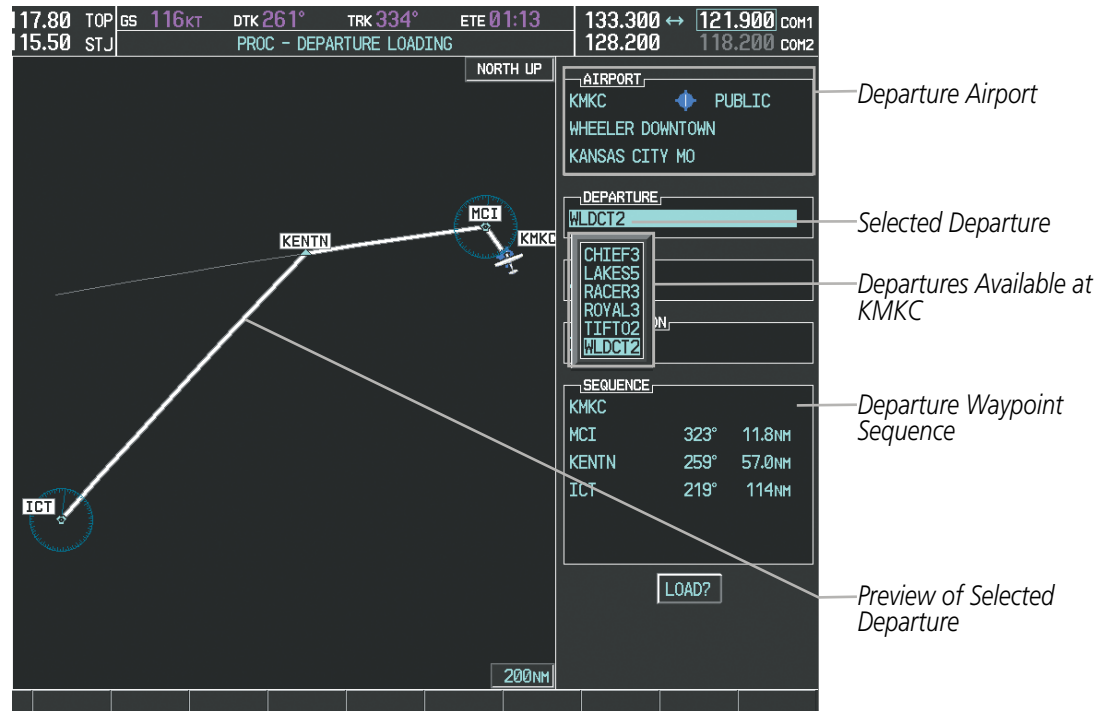 117.80 TOP GS 116KT DTK 261° TRK 334° ETE 01:13 133.300 ↔ 121.900 COM1
115.50 STJ PROC – DEPARTURE LOADING 128.200 118.200 COM2
NORTH UP
AIRPORT
KMKC PUBLIC
WHEELER DOWNTOWN
KANSAS CITY MO
Departure Airport
DEPARTURE
WLDCT2
Selected Departure
CHIEF3
LAKES5
RACER3
ROYAL3
TIFTO2
WLDCT2
ON
Departures Available at
KMKC
MCI
KENTN
KMKC
ICT
SEQUENCE
KMKC
MCI 323° 11.8NM
KENTN 259° 57.0NM
ICT 219° 114NM
Departure Waypoint
Sequence
LOAD?
Preview of Selected
Departure
200NM